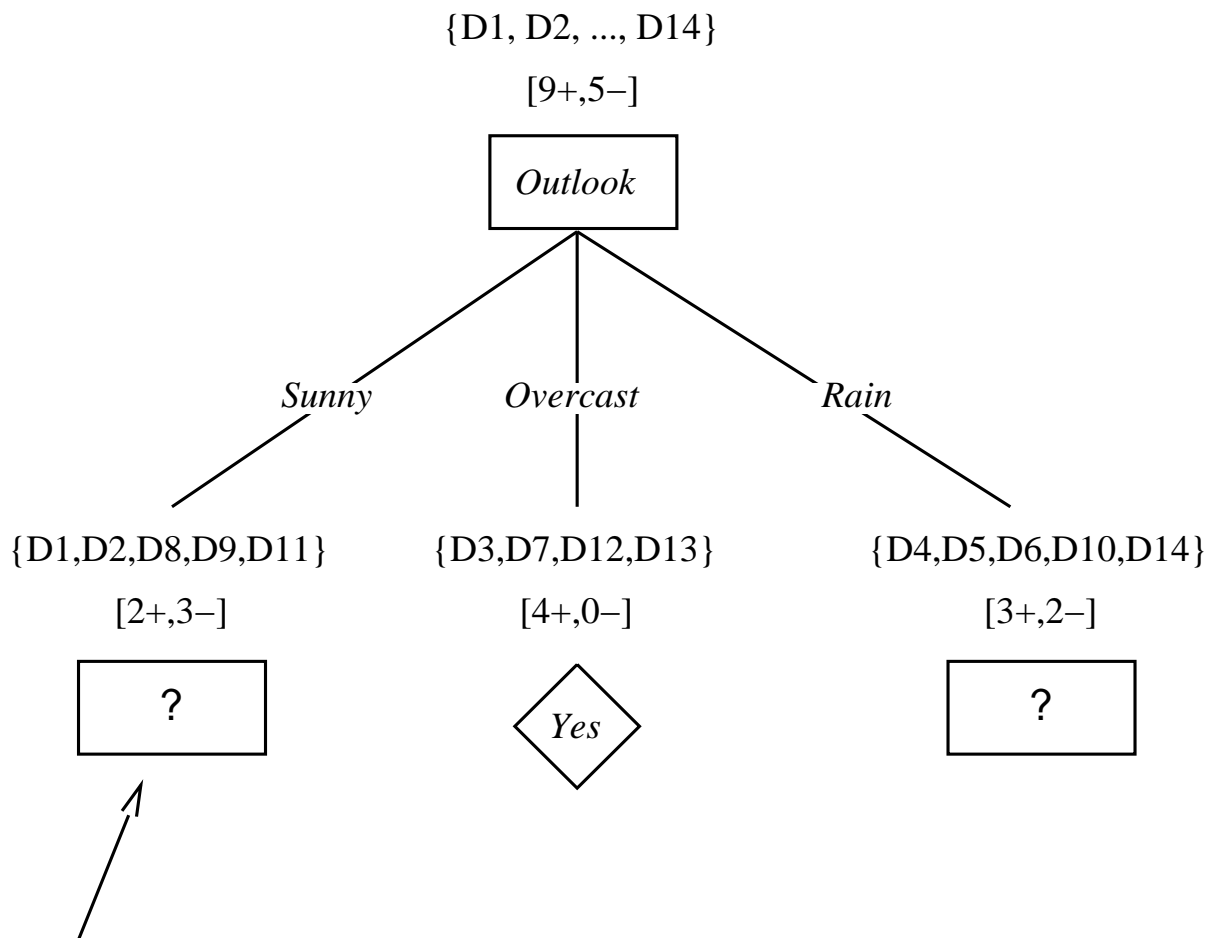 {D1, D2, ..., D14}
[9+,5−]
Outlook
Sunny
Overcast
Rain
{D1,D2,D8,D9,D11}
{D3,D7,D12,D13}
{D4,D5,D6,D10,D14}
[2+,3−]
[4+,0−]
[3+,2−]
?
Yes
?